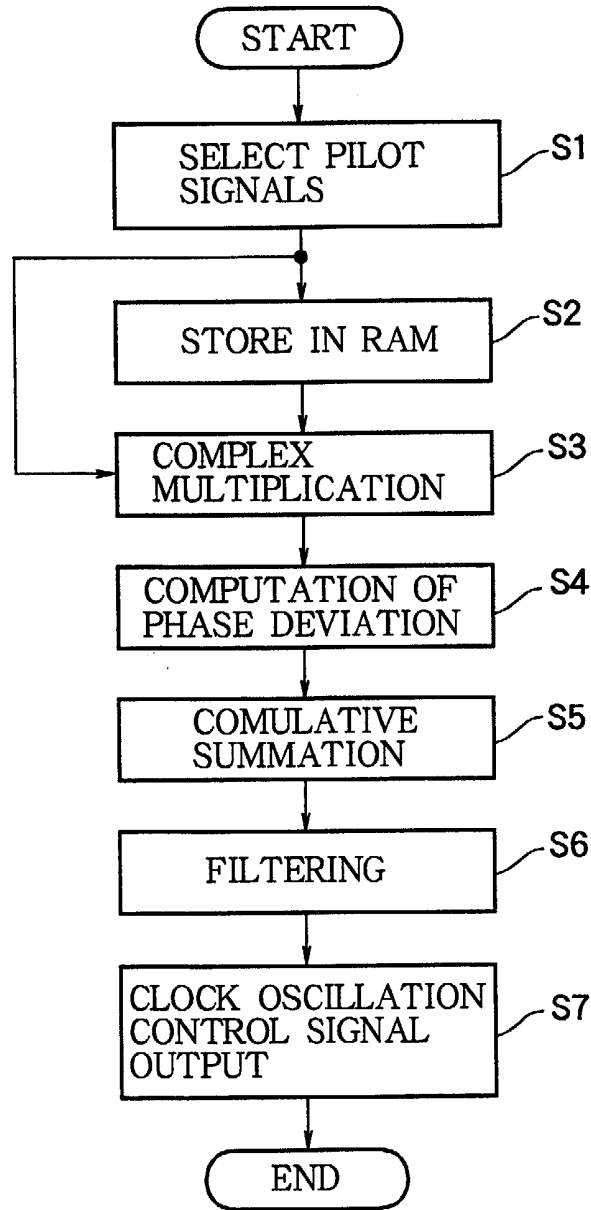 START
SELECT PILOT
SIGNALS
S1
STORE IN RAM
S2
COMPLEX
MULTIPLICATION
S3
COMPUTATION OF
PHASE DEVIATION
S4
COMULATIVE
SUMMATION
S5
FILTERING
S6
CLOCK OSCILLATION
CONTROL SIGNAL
OUTPUT
S7
END